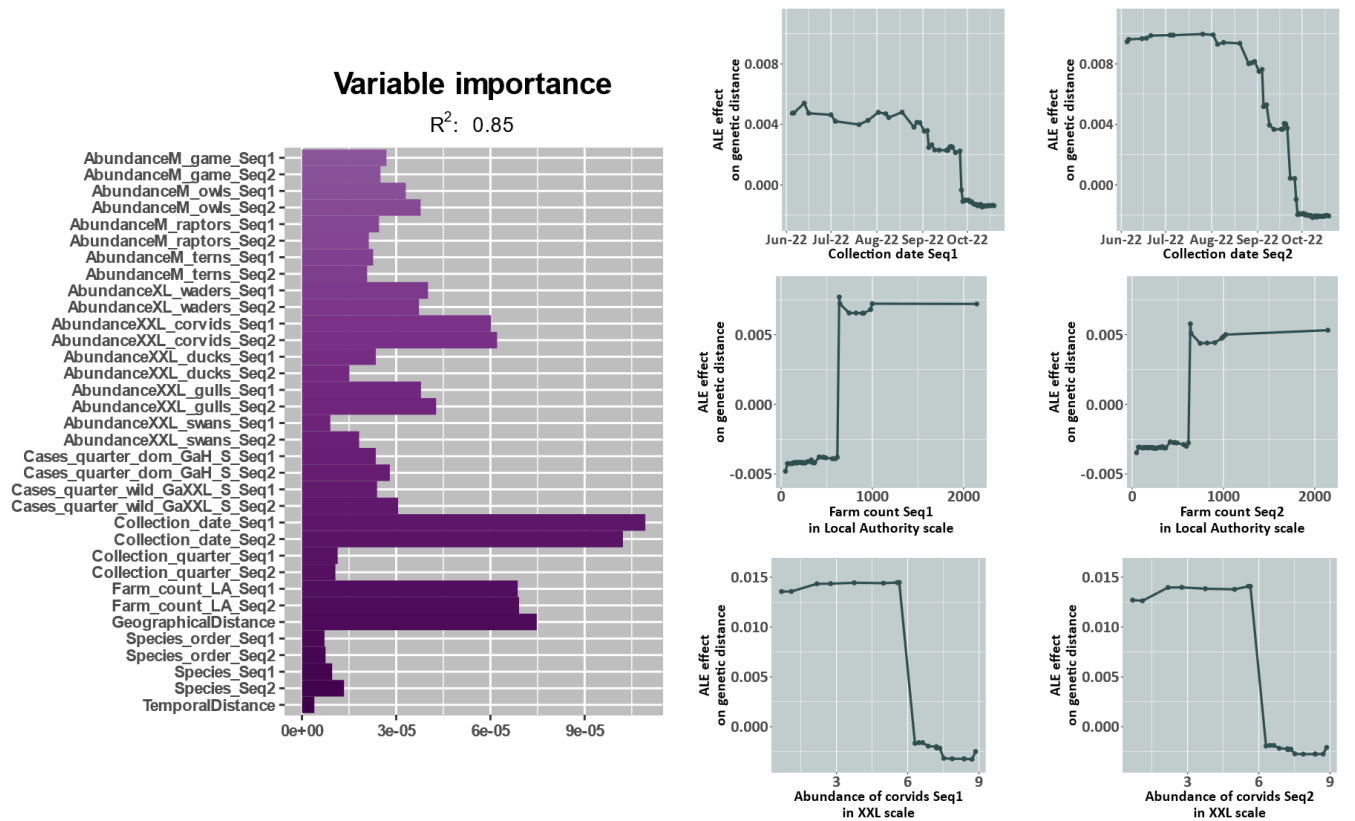 Variable importance
R²: 0.85
AbundanceM_game_Seq1
AbundanceM_game_Seq2
AbundanceM_owls_Seq1
AbundanceM_owls_Seq2
AbundanceM_raptors_Seq1
AbundanceM_raptors_Seq2
AbundanceM_terns_Seq1
AbundanceM_terns_Seq2
AbundanceXL_waders_Seq1
AbundanceXL_waders_Seq2
AbundanceXXL_corvids_Seq1
AbundanceXXL_corvids_Seq2
AbundanceXXL_ducks_Seq1
AbundanceXXL_ducks_Seq2
AbundanceXXL_gulls_Seq1
AbundanceXXL_gulls_Seq2
AbundanceXXL_swans_Seq1
AbundanceXXL_swans_Seq2
Cases_quarter_dom_GaH_S_Seq1
Cases_quarter_dom_GaH_S_Seq2
Cases_quarter_wild_GaXXL_S_Seq1
Cases_quarter_wild_GaXXL_S_Seq2
Collection_date_Seq1
Collection_date_Seq2
Collection_quarter_Seq1
Collection_quarter_Seq2
Farm_count_LA_Seq1
Farm_count_LA_Seq2
GeographicalDistance
Species_order_Seq1
Species_order_Seq2
Species_Seq1
Species_Seq2
TemporalDistance
0e+00 3e-05 6e-05 9e-05
ALE effect
on genetic distance
0.008
0.004
0.000
Jun-22 Jul-22 Aug-22 Sep-22 Oct-22
Collection date Seq1
ALE effect
on genetic distance
0.008
0.004
0.000
Jun-22 Jul-22 Aug-22 Sep-22 Oct-22
Collection date Seq2
ALE effect
on genetic distance
0.005
0.000
-0.005
0 1000 2000
Farm count Seq1
in Local Authority scale
ALE effect
on genetic distance
0.005
0.000
-0.005
0 1000 2000
Farm count Seq2
in Local Authority scale
ALE effect
on genetic distance
0.015
0.010
0.005
0.000
3 6 9
Abundance of corvids Seq1
in XXL scale
ALE effect
on genetic distance
0.015
0.010
0.005
0.000
3 6 9
Abundance of corvids Seq2
in XXL scale